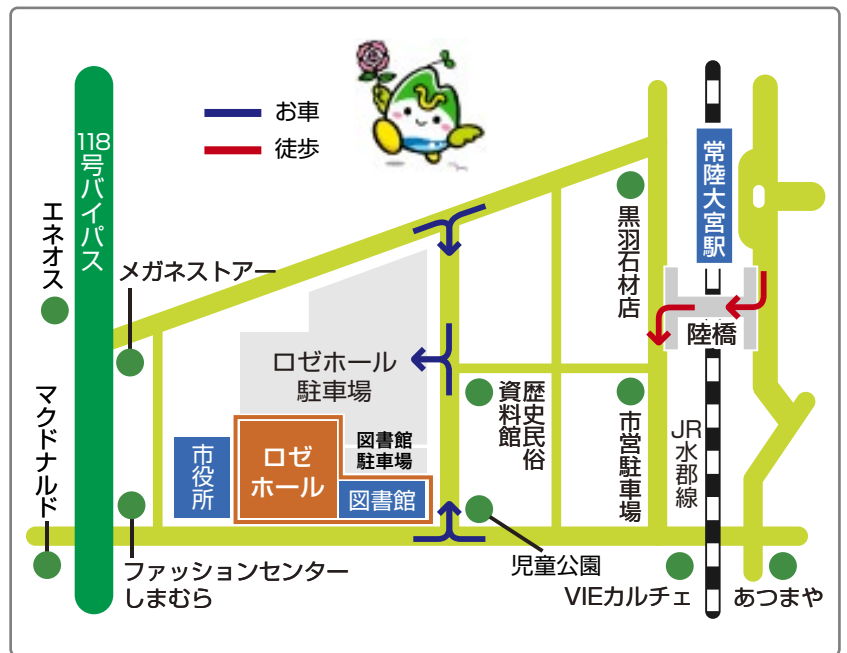 お車
徒歩
118号バイパス
エネオス
メガネストアー
マクドナルド
ロゼホール
駐車場
図書館
駐車場
市役所
ロゼ
ホール
図書館
ファッションセンター
しまむら
歴史民俗
資料館
児童公園
黒羽石材店
市営駐車場
常陸大宮駅
陸橋
JR水郡線
VIEカルチェ
あつまや